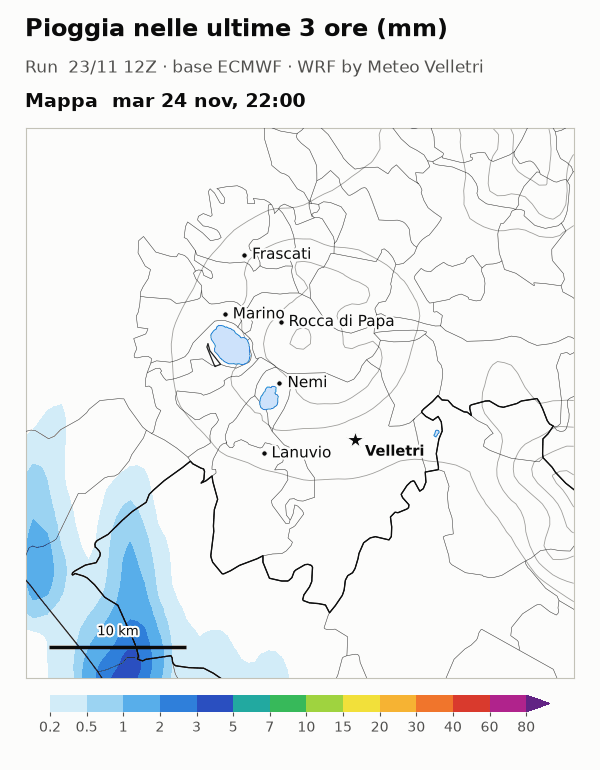 Pioggia nelle ultime 3 ore (mm)
Run  23/11 12Z · base ECMWF · WRF by Meteo Velletri
Mappa  mar 24 nov, 22:00
Frascati
Marino
Rocca di Papa
Nemi
Velletri
Lanuvio
10 km
0.2 0.5 1 2 3 5 7 10 15 20 30 40 60 80